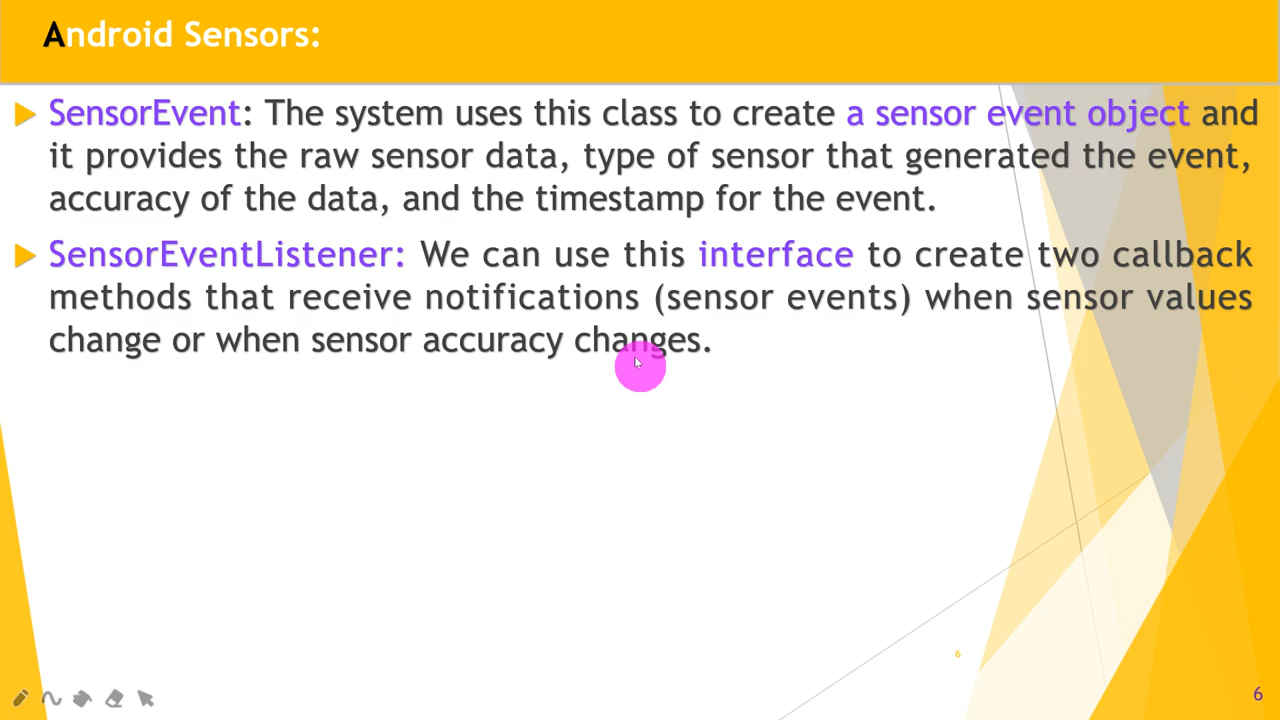 Android Sensors:
SensorEvent: The system uses this class to create a sensor event object and
it provides the raw sensor data, type of sensor that generated the event,
accuracy of the data, and the timestamp for the event.
SensorEventListener: We can use this interface to create two callback
methods that receive notifications (sensor events) when sensor values
change or when sensor accuracy changes.
6
6